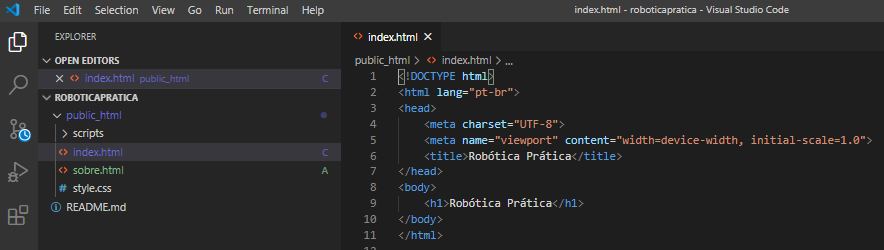 File Edit Selection View Go Run Terminal Help index.html - roboticapratica - Visual Studio Code
EXPLORER
OPEN EDITORS
index.html public_html C
ROBOTICAPRATICA
public_html
scripts
index.html C
sobre.html A
style.css
README.md
index.html
public_html > index.html > ...
1 <!DOCTYPE html>
2 <html lang="pt-br">
3 <head>
4 <meta charset="UTF-8">
5 <meta name="viewport" content="width=device-width, initial-scale=1.0">
6 <title>Robótica Prática</title>
7 </head>
8 <body>
9 <h1>Robótica Prática</h1>
10 </body>
11 </html>
12